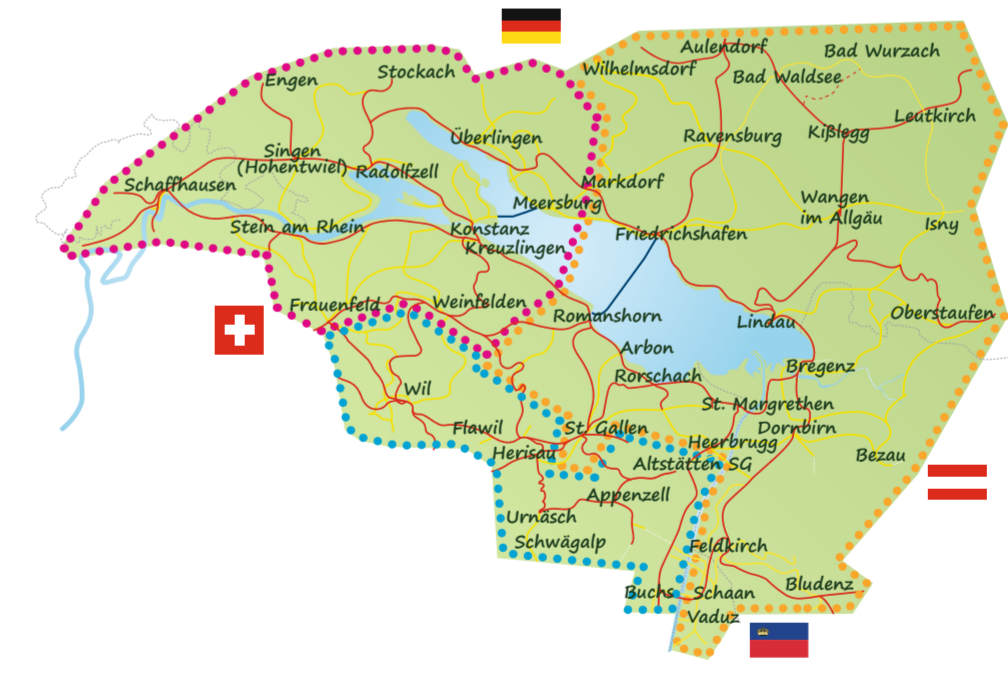 Aulendorf
Bad Wurzach
Stockach
Wilhelmsdorf
Bad Waldsee
Engen
Leutkirch
Überlingen
Ravensburg
Kißlegg
Singen
(Hohentwiel)
Radolfzell
Schaffhausen
Markdorf
Meersburg
Wangen
im Allgäu
Stein am Rhein
Konstanz
Friedrichshafen
Isny
Kreuzlingen
Frauenfeld
Weinfelden
Romanshorn
Lindau
Oberstaufen
Arbon
Bregenz
Rorschach
Wil
St. Margrethen
Flawil
St. Gallen
Dornbirn
Heerbrugg
Herisau
Altstätten SG
Bezau
Appenzell
Urnäsch
Schwägalp
Feldkirch
Buchs
Schaan
Bludenz
Vaduz